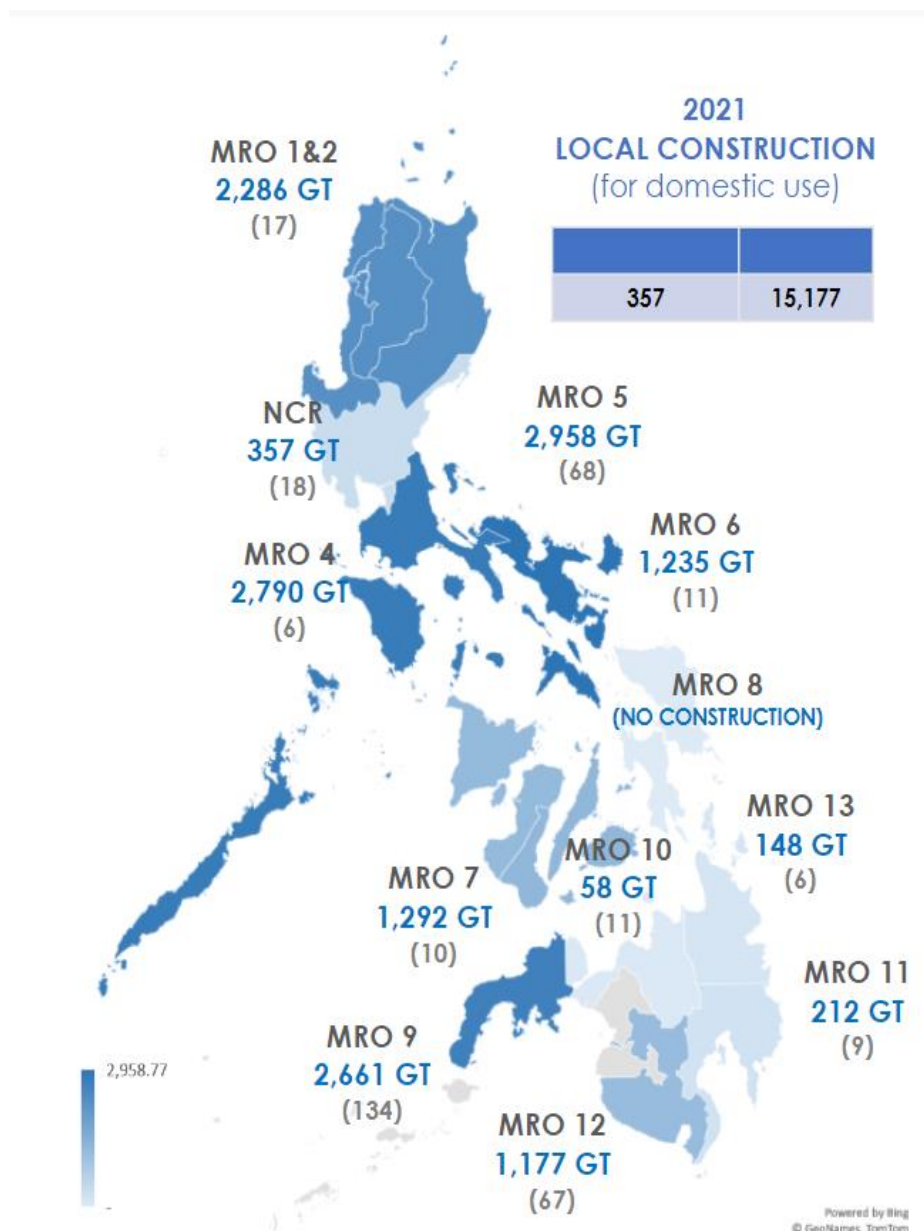 2021
LOCAL CONSTRUCTION
(for domestic use)
357 15,177
MRO 1&2
2,286 GT
(17)
NCR
357 GT
(18)
MRO 5
2,958 GT
(68)
MRO 4
2,790 GT
(6)
MRO 6
1,235 GT
(11)
MRO 8
(NO CONSTRUCTION)
MRO 13
148 GT
(6)
MRO 10
58 GT
(11)
MRO 7
1,292 GT
(10)
MRO 11
212 GT
(9)
MRO 9
2,661 GT
(134)
MRO 12
1,177 GT
(67)
2,958.77
-
Powered by Bing
© GeoNames, TomTom